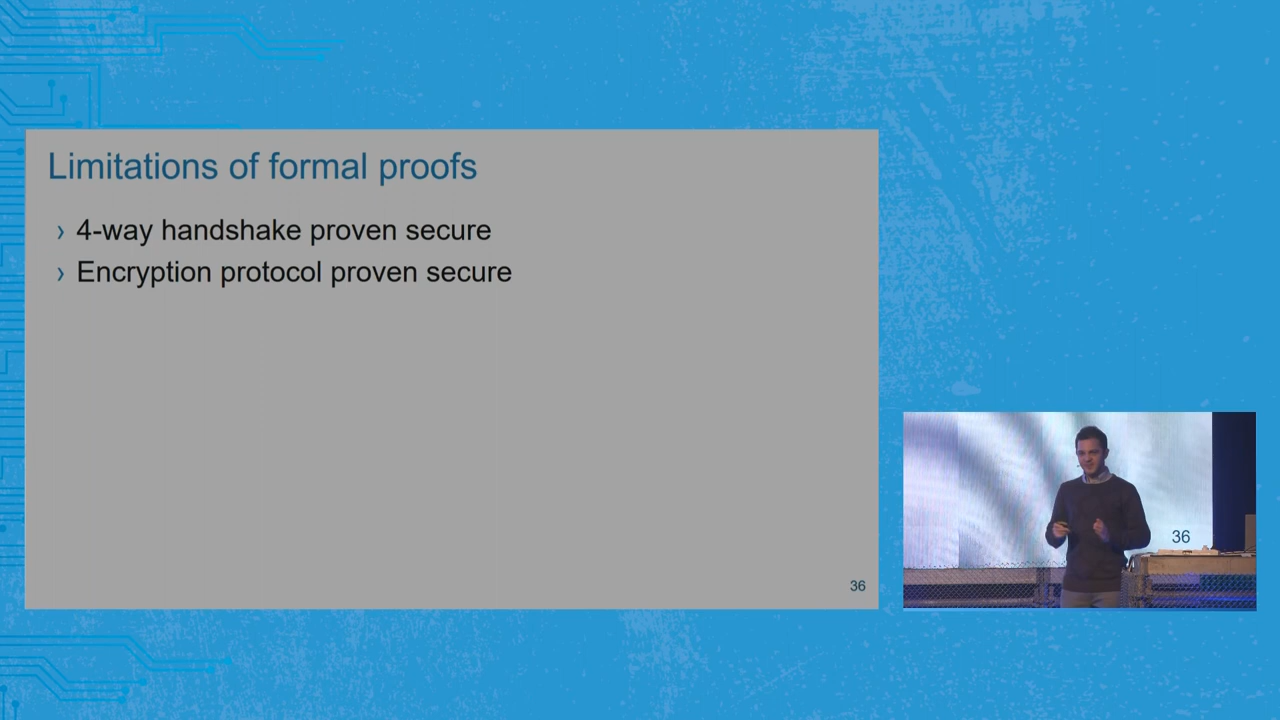 Limitations of formal proofs
› 4-way handshake proven secure
› Encryption protocol proven secure
36
36